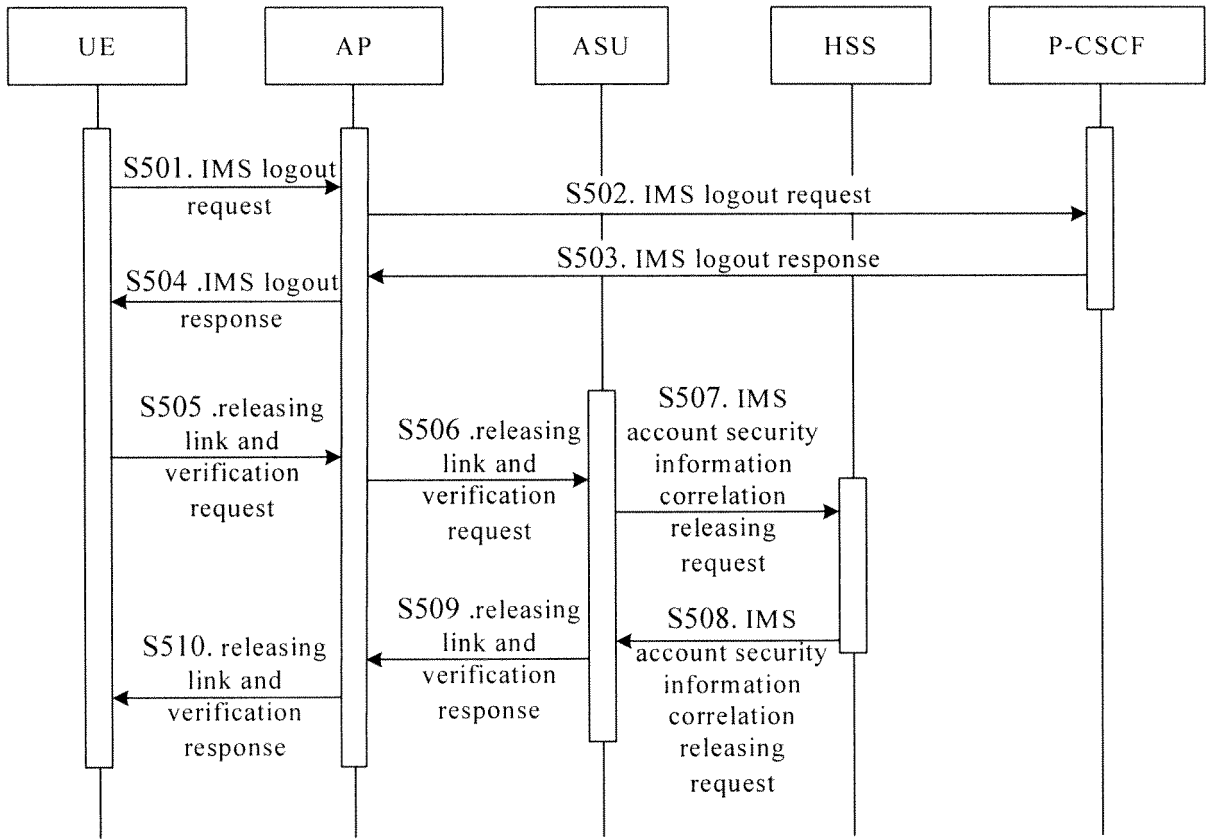 UE
AP
ASU
HSS
P-CSCF
S501. IMS logout
request
S502. IMS logout request
S503. IMS logout response
S504 .IMS logout
response
S505 .releasing
link and
verification
request
S506 .releasing
link and
verification
request
S507. IMS
account security
information
correlation
releasing
request
S508. IMS
account security
information
correlation
releasing
request
S509 .releasing
link and
verification
response
S510. releasing
link and
verification
response